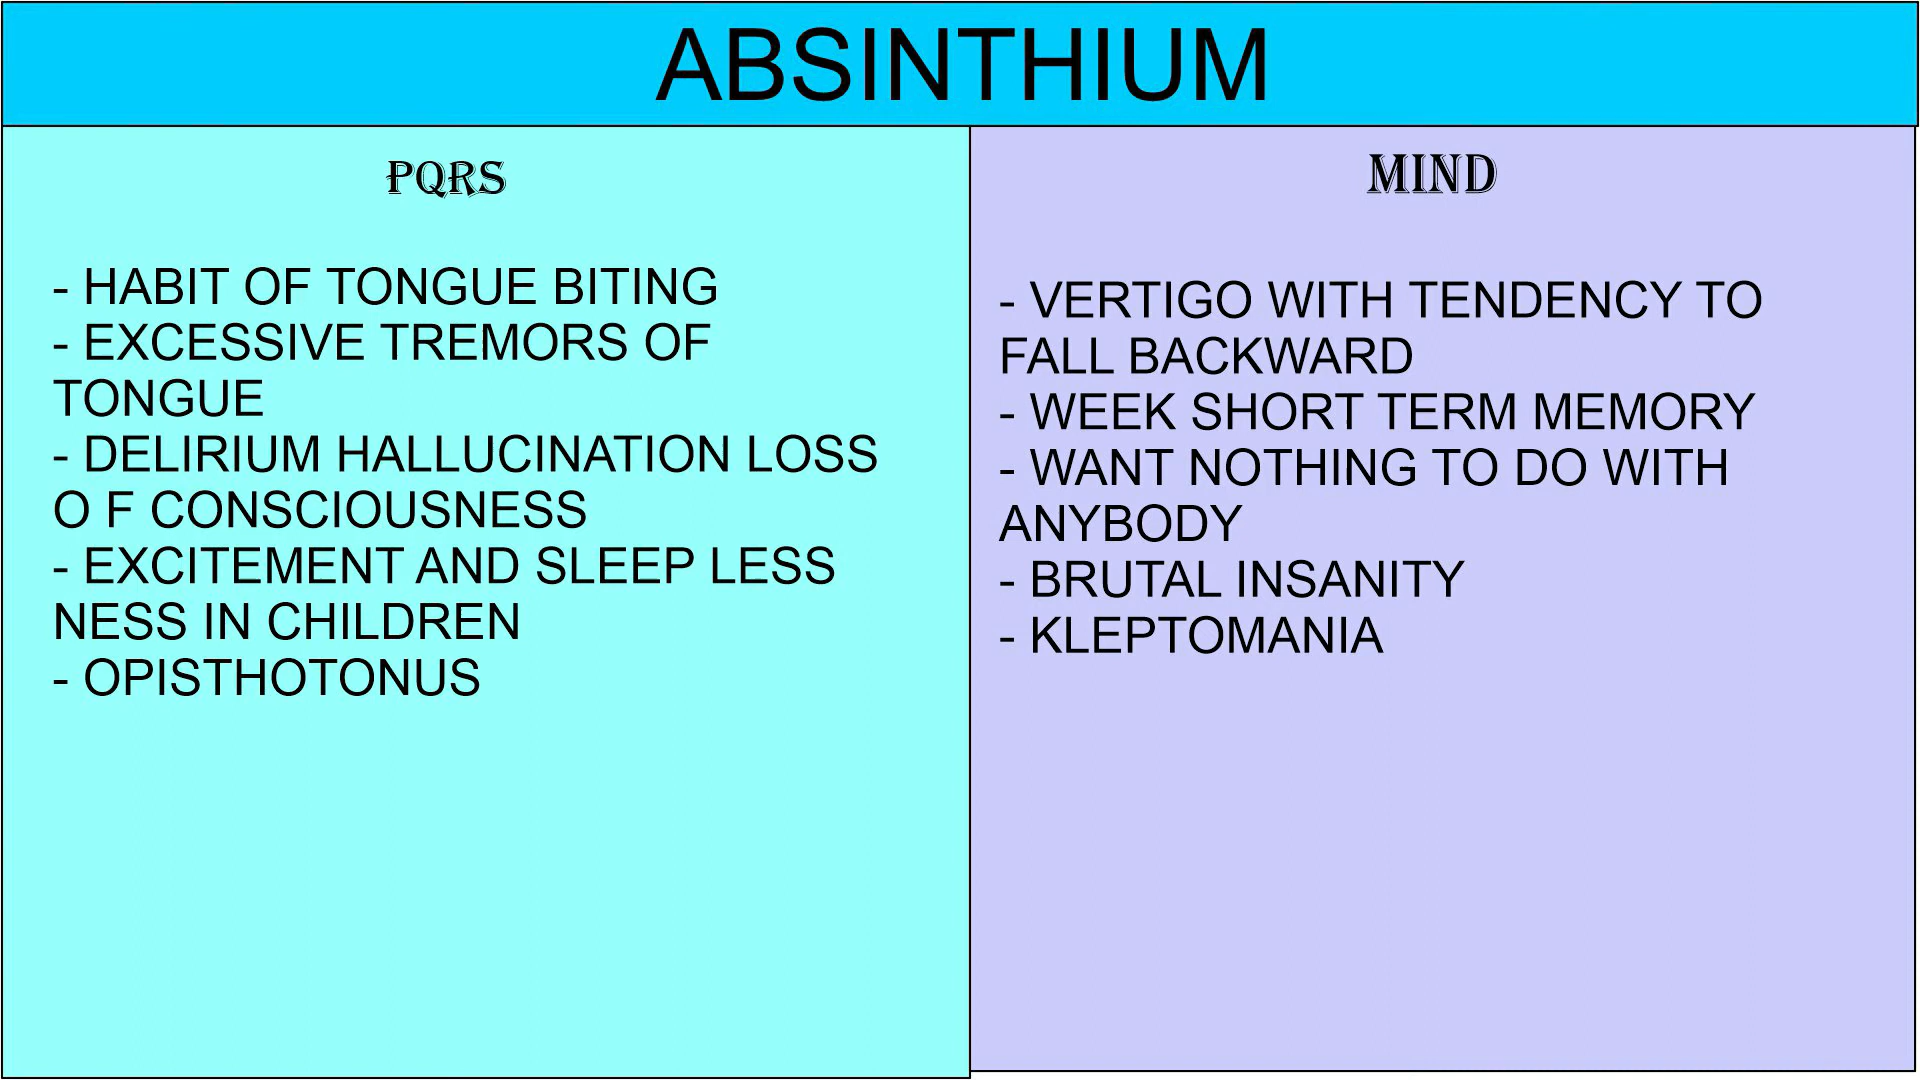 ABSINTHIUM
PQRS
- HABIT OF TONGUE BITING
- EXCESSIVE TREMORS OF
TONGUE
- DELIRIUM HALLUCINATION LOSS
O F CONSCIOUSNESS
- EXCITEMENT AND SLEEP LESS
NESS IN CHILDREN
- OPISTHOTONUS
MIND
- VERTIGO WITH TENDENCY TO
FALL BACKWARD
- WEEK SHORT TERM MEMORY
- WANT NOTHING TO DO WITH
ANYBODY
- BRUTAL INSANITY
- KLEPTOMANIA